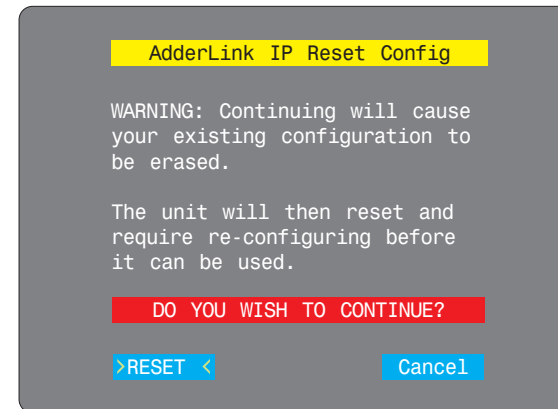 AdderLink IP Reset Config
WARNING: Continuing will cause
your existing configuration to
be erased.
The unit will then reset and
require re-configuring before
it can be used.
DO YOU WISH TO CONTINUE?
>RESET < Cancel